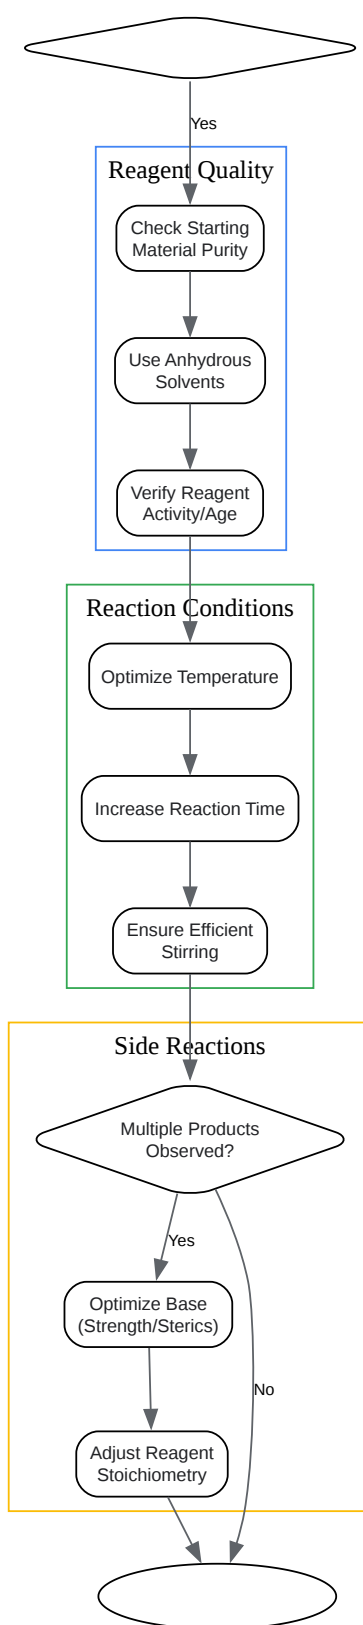 Yes
Reagent Quality
Check Starting
Material Purity
Use Anhydrous
Solvents
Verify Reagent
Activity/Age
Reaction Conditions
Optimize Temperature
Increase Reaction Time
Ensure Efficient
Stirring
Side Reactions
Multiple Products
Observed?
Yes
Optimize Base
(Strength/Sterics)
No
Adjust Reagent
Stoichiometry